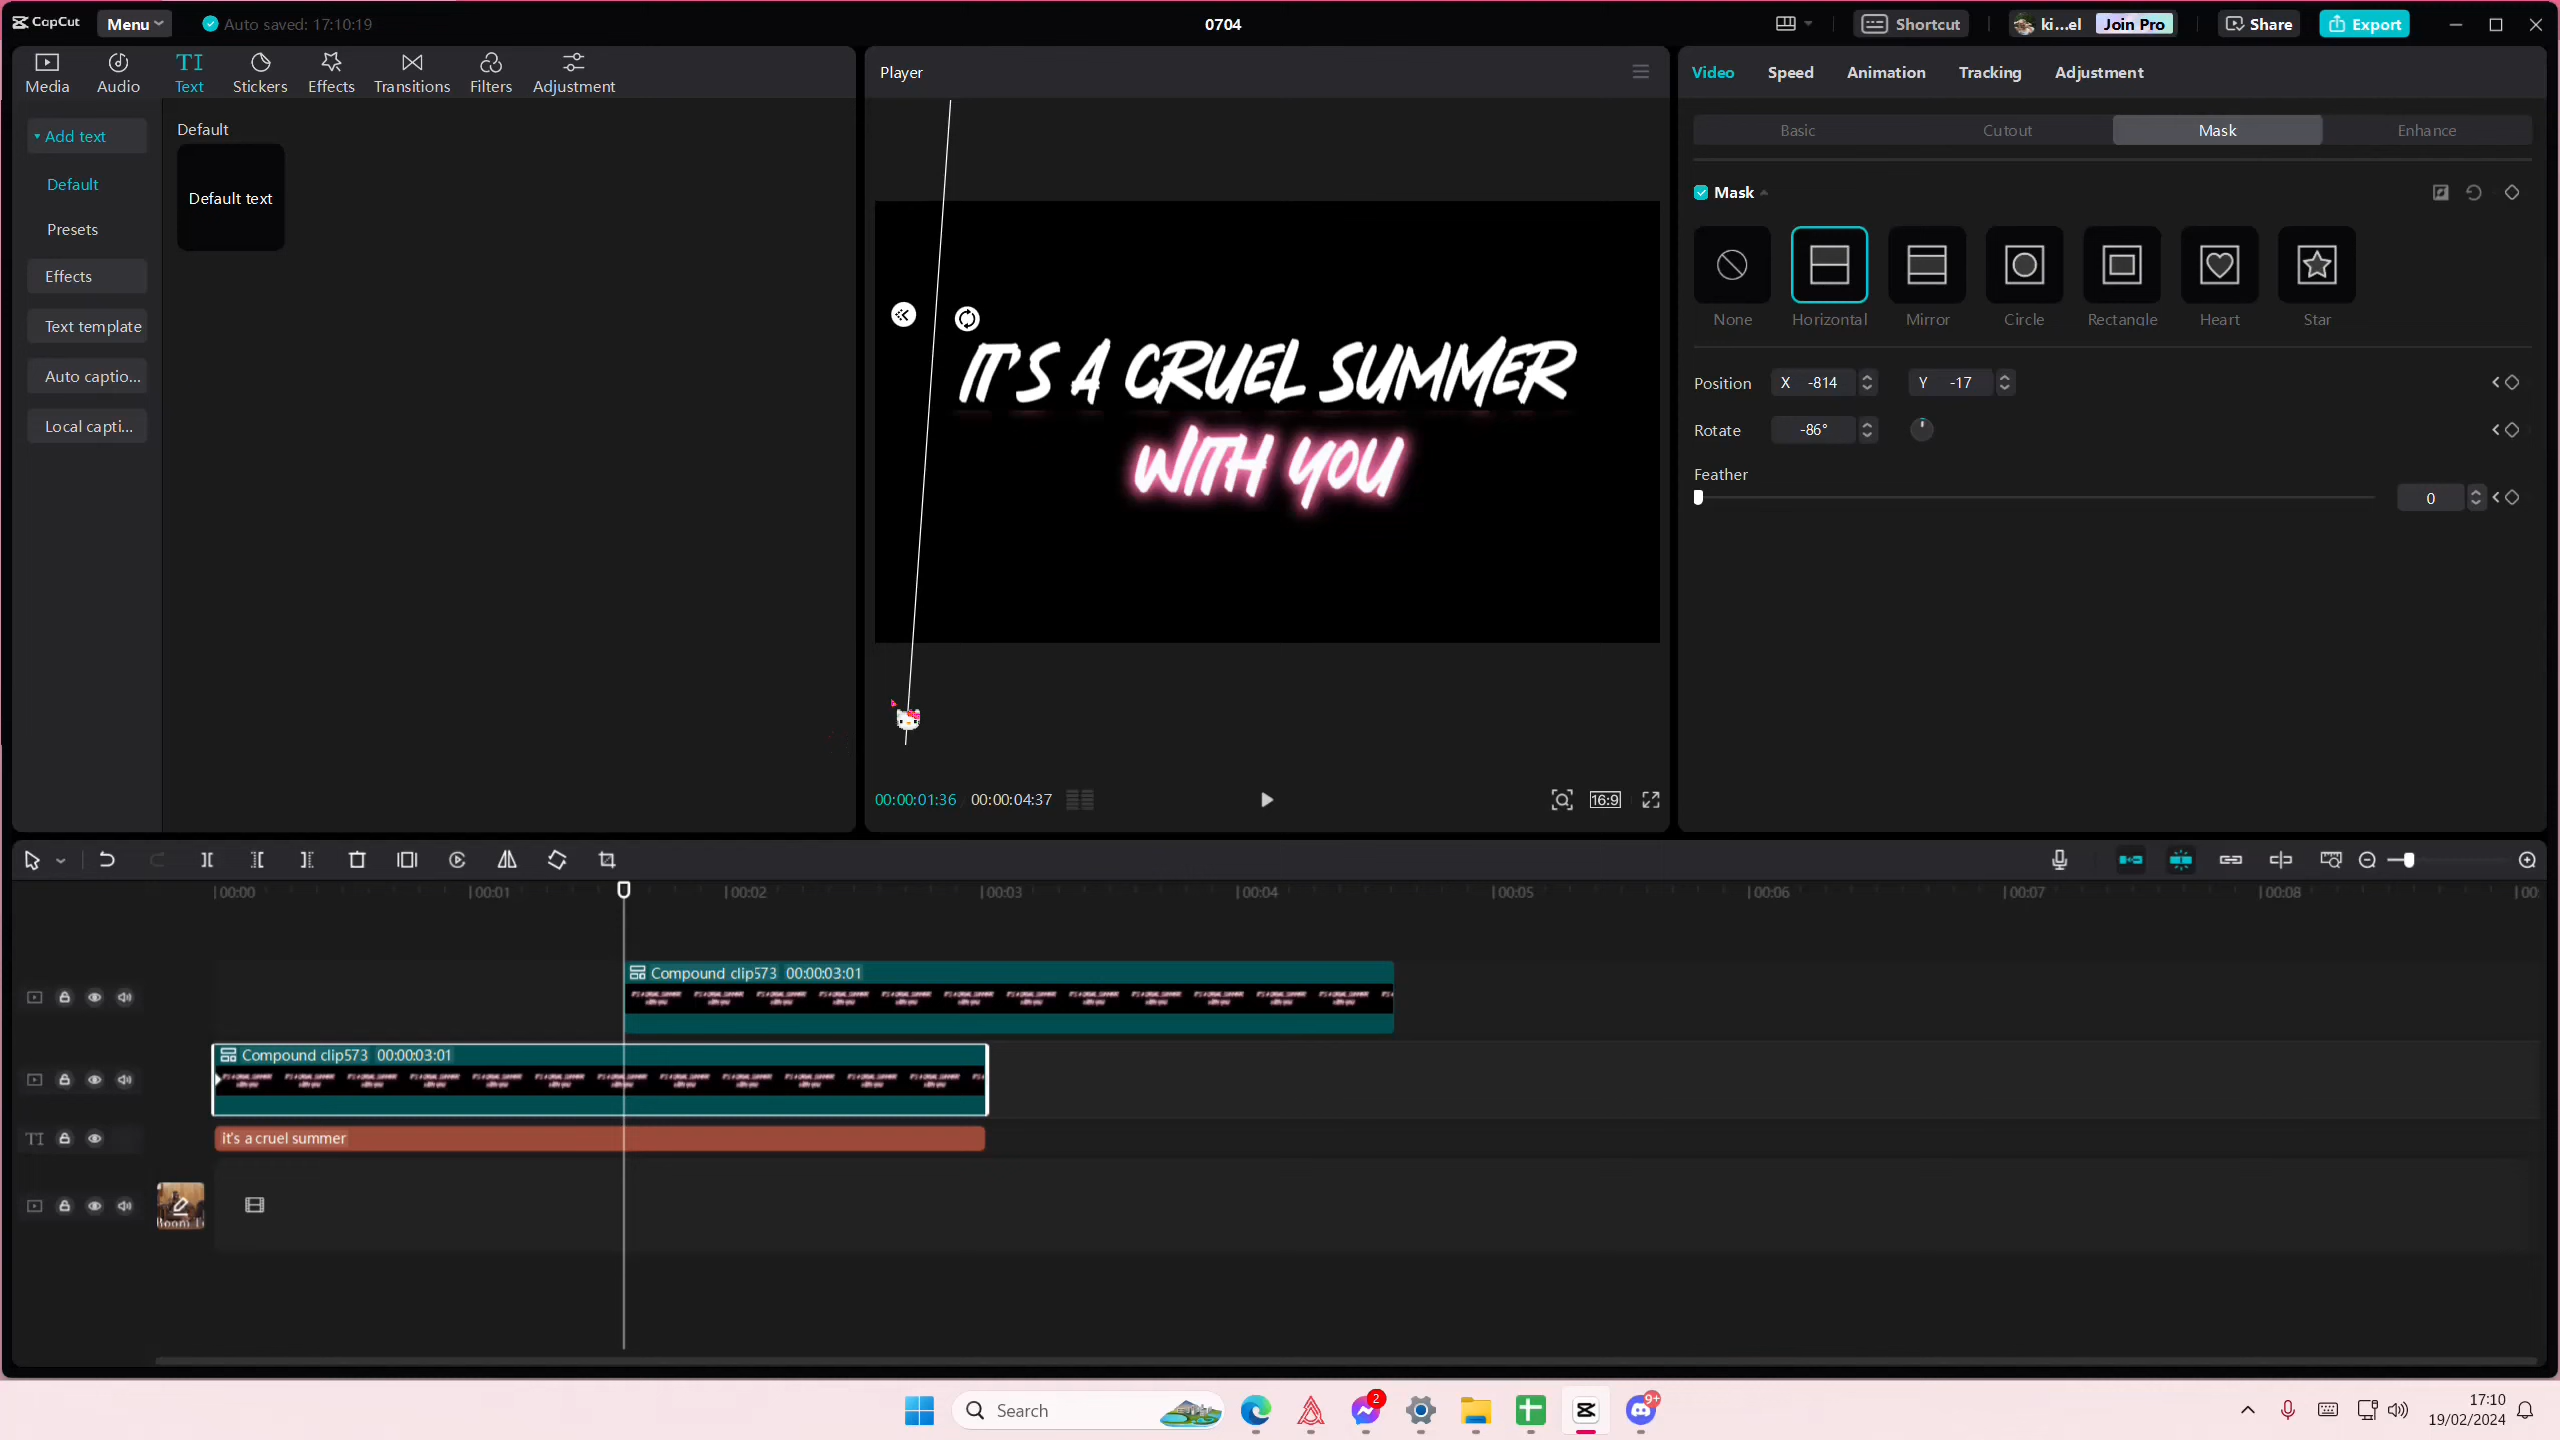 CapCut
Menu
Auto saved: 17:10:19
0704
Shortcut
ki...el
Join Pro
Share
Export
Media
Audio
TI
Text
Stickers
Effects
Transitions
Filters
Adjustment
Add text
Default
Presets
Effects
Text template
Auto captio...
Local capti...
Default
Default text
Player
IT'S A CRUEL SUMMER
WITH YOU
00:00:01:36
00:00:04:37
16:9
Video
Speed
Animation
Tracking
Adjustment
Basic
Cutout
Mask
Enhance
Mask
None
Horizontal
Mirror
Circle
Rectangle
Heart
Star
Position
X -814
Y -17
Rotate
-86°
Feather
0
00:00
00:01
00:02
00:03
00:04
00:05
00:06
00:07
00:08
00:
Compound clip573 00:00:03:01
Compound clip573 00:00:03:01
TI
it's a cruel summer
Search
2
9+
17:10
19/02/2024